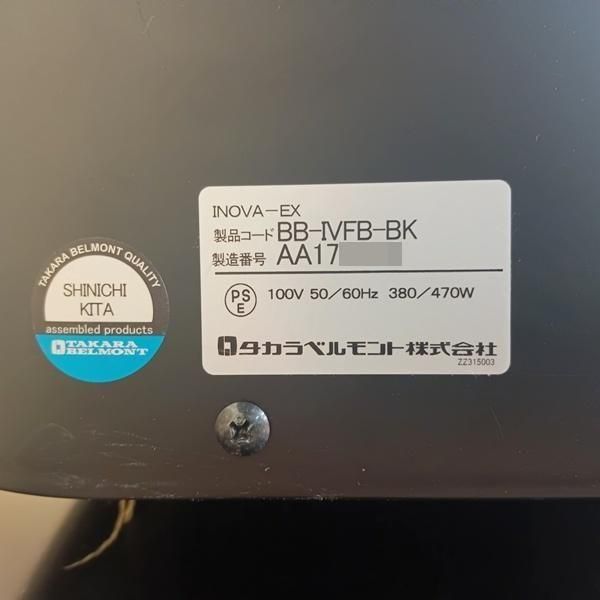 TAKARA BELMONT QUALITY
SHINICHI
KITA
assembled products
TAKARA
BELMONT
INOVA-EX
製品コード BB-IVFB-BK
製造番号 AA17
PS
E
100V 50/60Hz 380/470W
タカラベルモント株式会社
ZZ315003